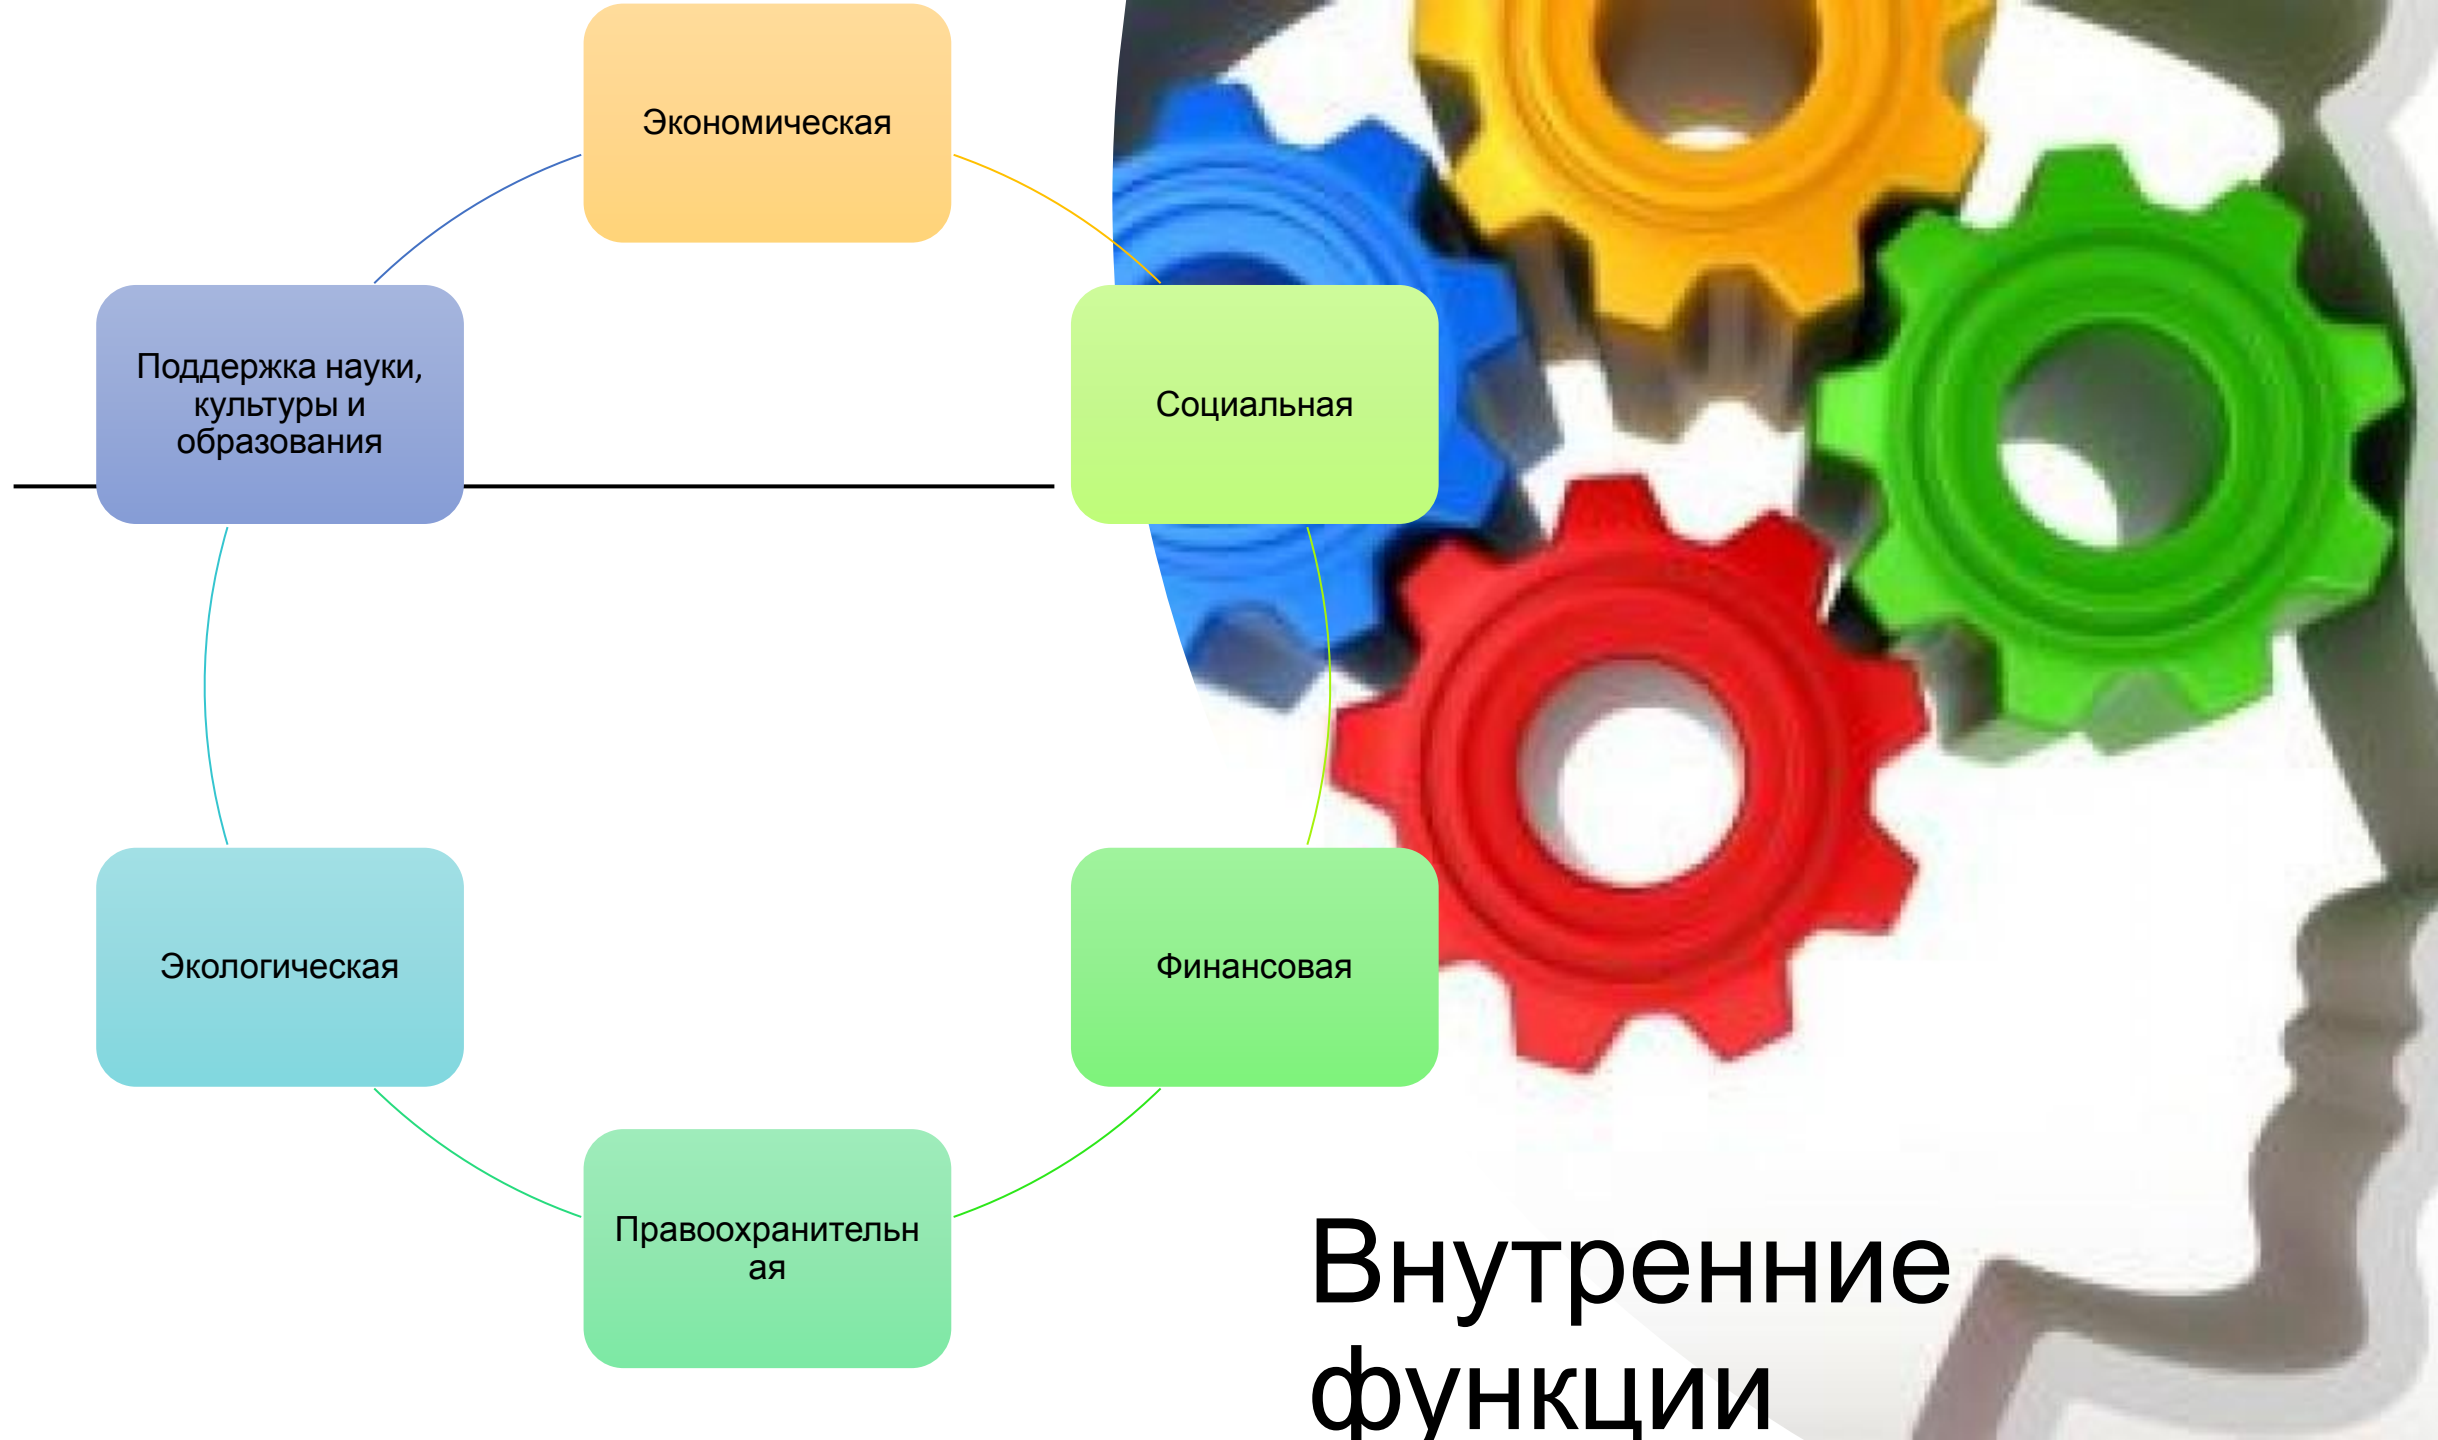 Экономическая
Поддержка науки,
культуры и
образования
Социальная
Экологическая
Финансовая
Правоохранительн
ая
Внутренние
функции